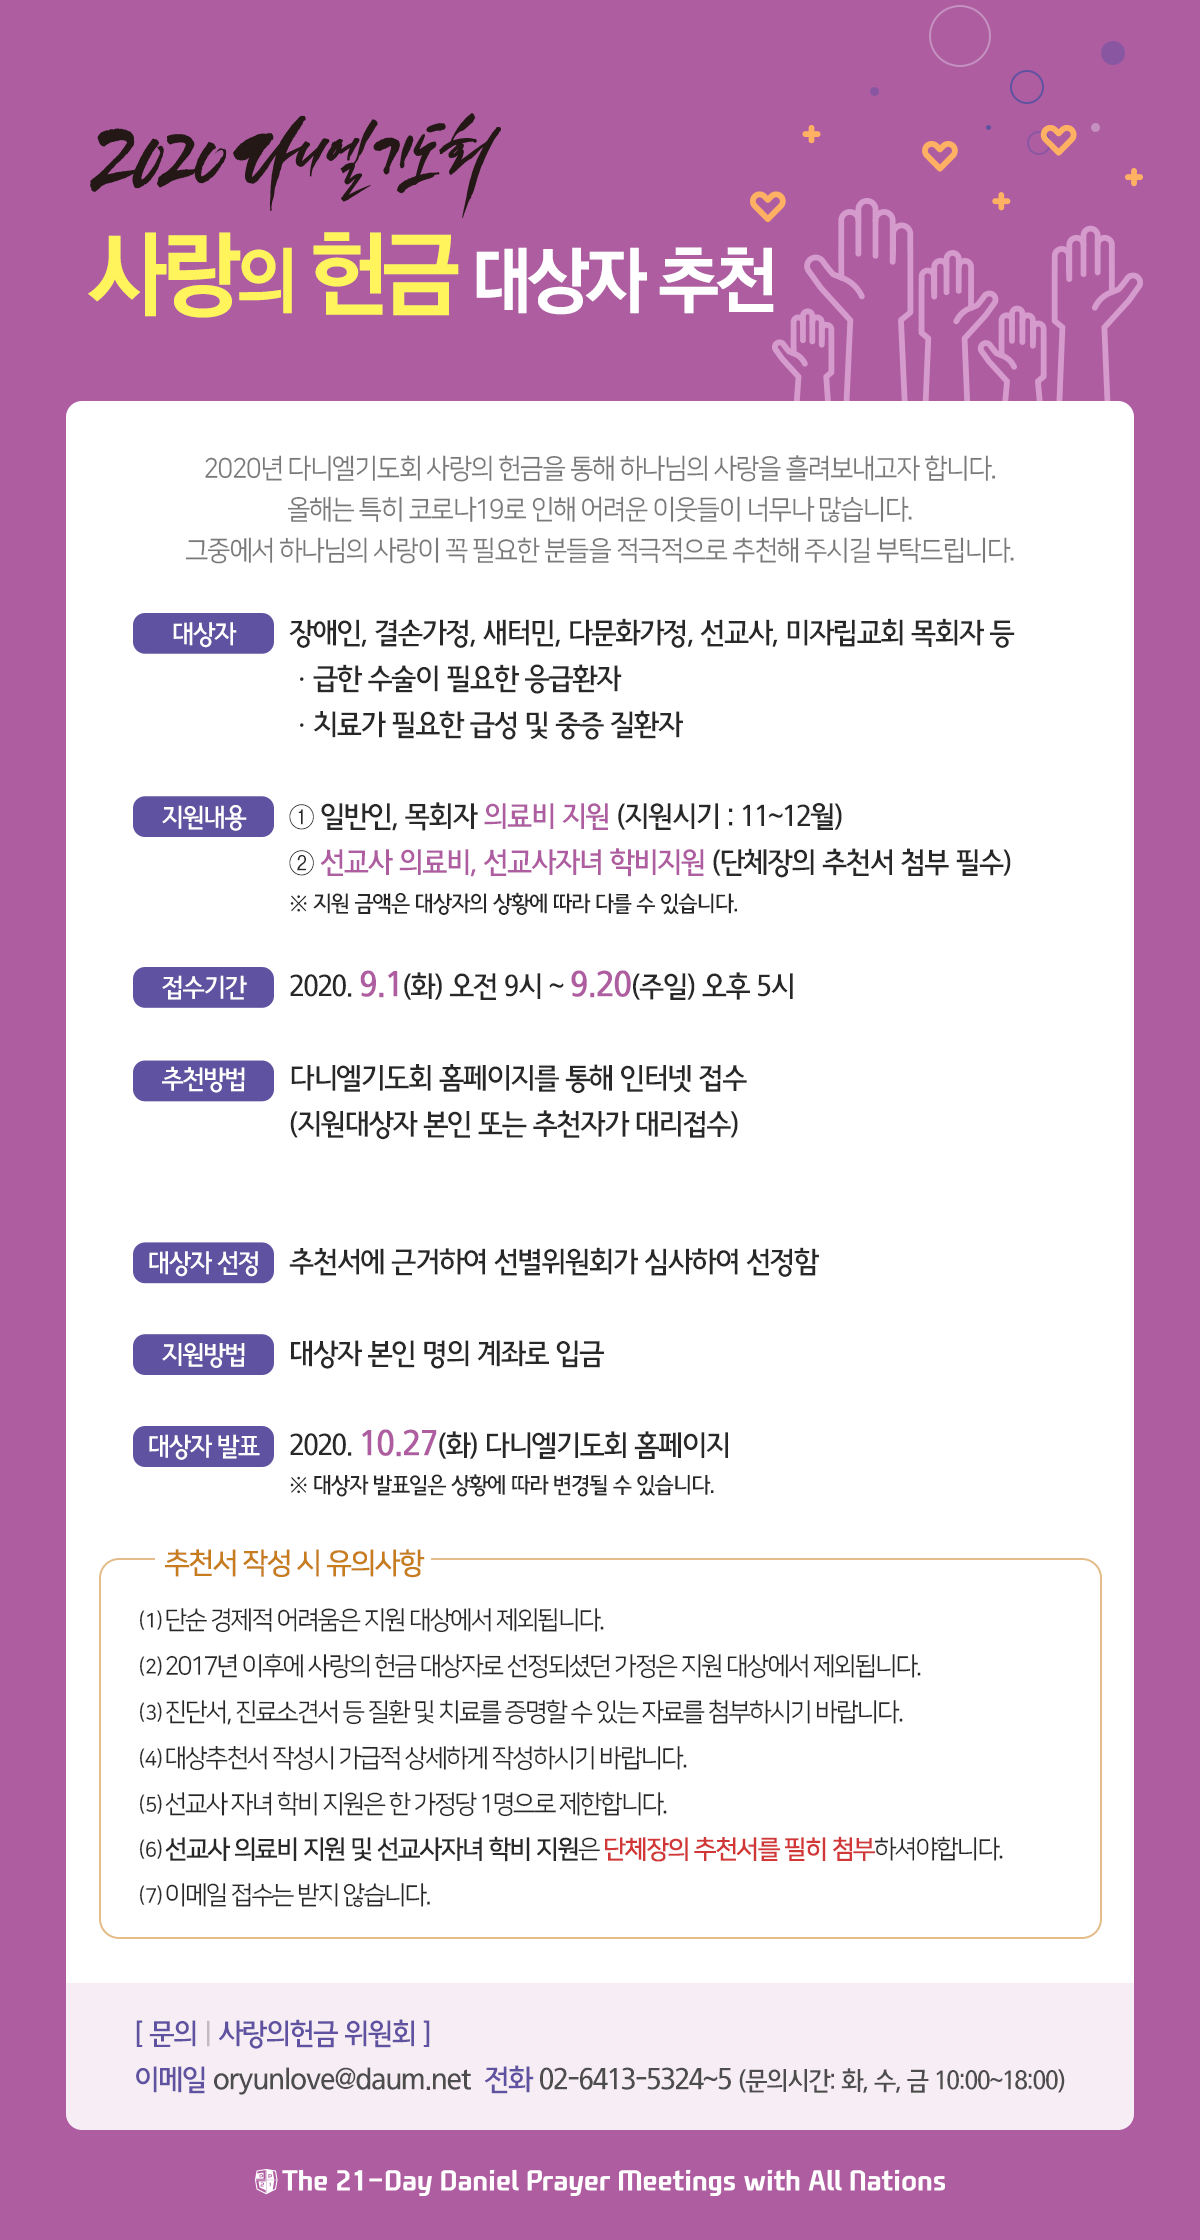 2020 다니엘기도회
사랑의 헌금 대상자 추천
2020년 다니엘기도회 사랑의 헌금을 통해 하나님의 사랑을 흘려보내고자 합니다.
올해는 특히 코로나19로 인해 어려운 이웃들이 너무나 많습니다.
그중에서 하나님의 사랑이 꼭 필요한 분들을 적극적으로 추천해 주시길 부탁드립니다.
대상자 장애인, 결손가정, 새터민, 다문화가정, 선교사, 미자립교회 목회자 등
· 급한 수술이 필요한 응급환자
· 치료가 필요한 급성 및 중증 질환자
지원내용 ① 일반인, 목회자 의료비 지원 (지원시기 : 11~12월)
② 선교사 의료비, 선교사자녀 학비지원 (단체장의 추천서 첨부 필수)
※ 지원 금액은 대상자의 상황에 따라 다를 수 있습니다.
접수기간 2020. 9.1(화) 오전 9시 ~ 9.20(주일) 오후 5시
추천방법 다니엘기도회 홈페이지를 통해 인터넷 접수
(지원대상자 본인 또는 추천자가 대리접수)
대상자 선정 추천서에 근거하여 선별위원회가 심사하여 선정함
지원방법 대상자 본인 명의 계좌로 입금
대상자 발표 2020. 10.27(화) 다니엘기도회 홈페이지
※ 대상자 발표일은 상황에 따라 변경될 수 있습니다.
추천서 작성 시 유의사항
(1) 단순 경제적 어려움은 지원 대상에서 제외됩니다.
(2) 2017년 이후에 사랑의 헌금 대상자로 선정되셨던 가정은 지원 대상에서 제외됩니다.
(3) 진단서, 진료소견서 등 질환 및 치료를 증명할 수 있는 자료를 첨부하시기 바랍니다.
(4) 대상추천서 작성시 가급적 상세하게 작성하시기 바랍니다.
(5) 선교사 자녀 학비 지원은 한 가정당 1명으로 제한합니다.
(6) 선교사 의료비 지원 및 선교사자녀 학비 지원은 단체장의 추천서를 필히 첨부하셔야합니다.
(7) 이메일 접수는 받지 않습니다.
[ 문의 | 사랑의헌금 위원회 ]
이메일 oryunlove@daum.net 전화 02-6413-5324~5 (문의시간: 화, 수, 금 10:00~18:00)
The 21-Day Daniel Prayer Meetings with All Nations